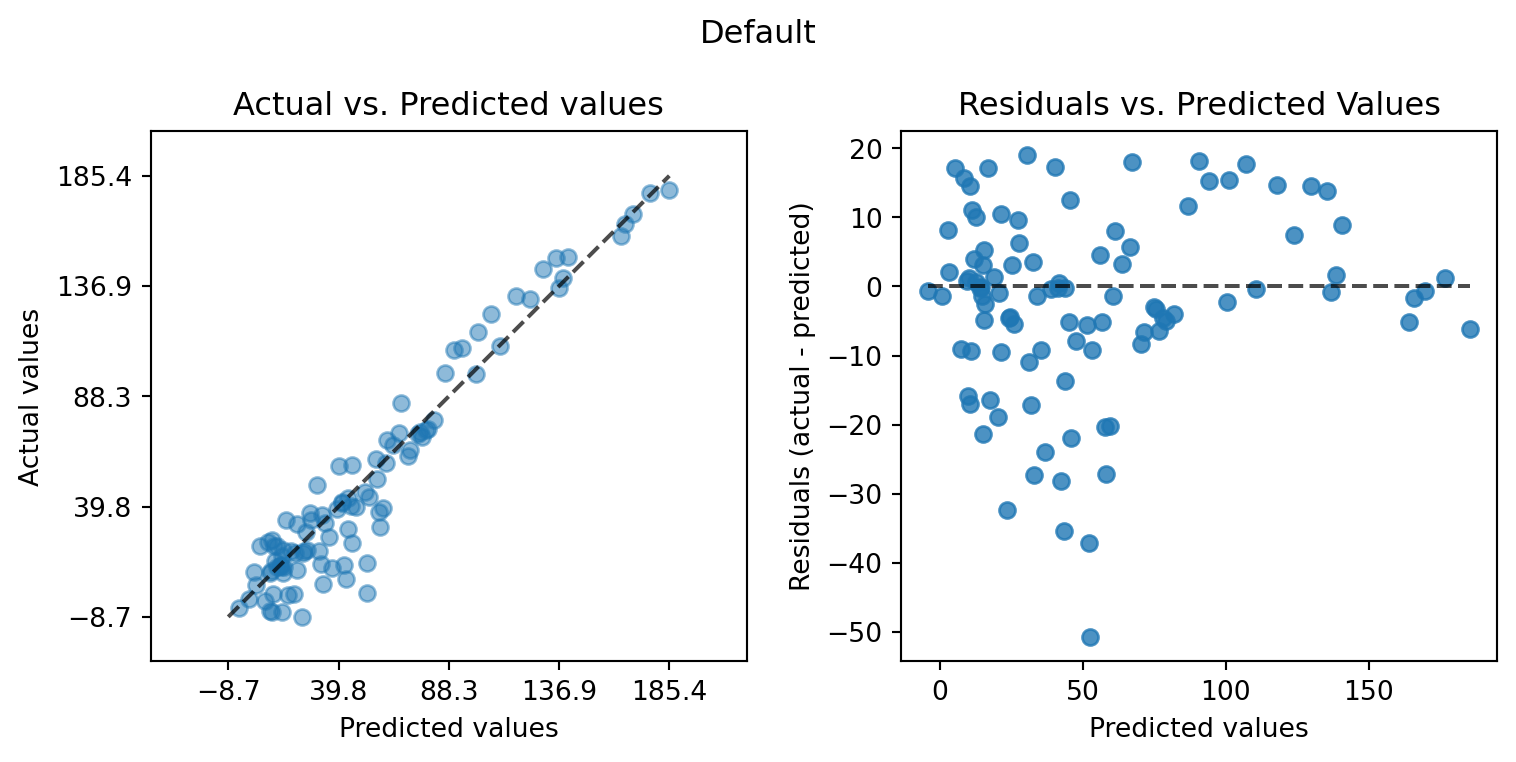 Default
Actual vs. Predicted values
Actual values
185.4
136.9
88.3
39.8
−8.7
−8.7 39.8 88.3 136.9 185.4
Predicted values
Residuals vs. Predicted Values
Residuals (actual - predicted)
20
10
0
−10
−20
−30
−40
−50
0 50 100 150
Predicted values